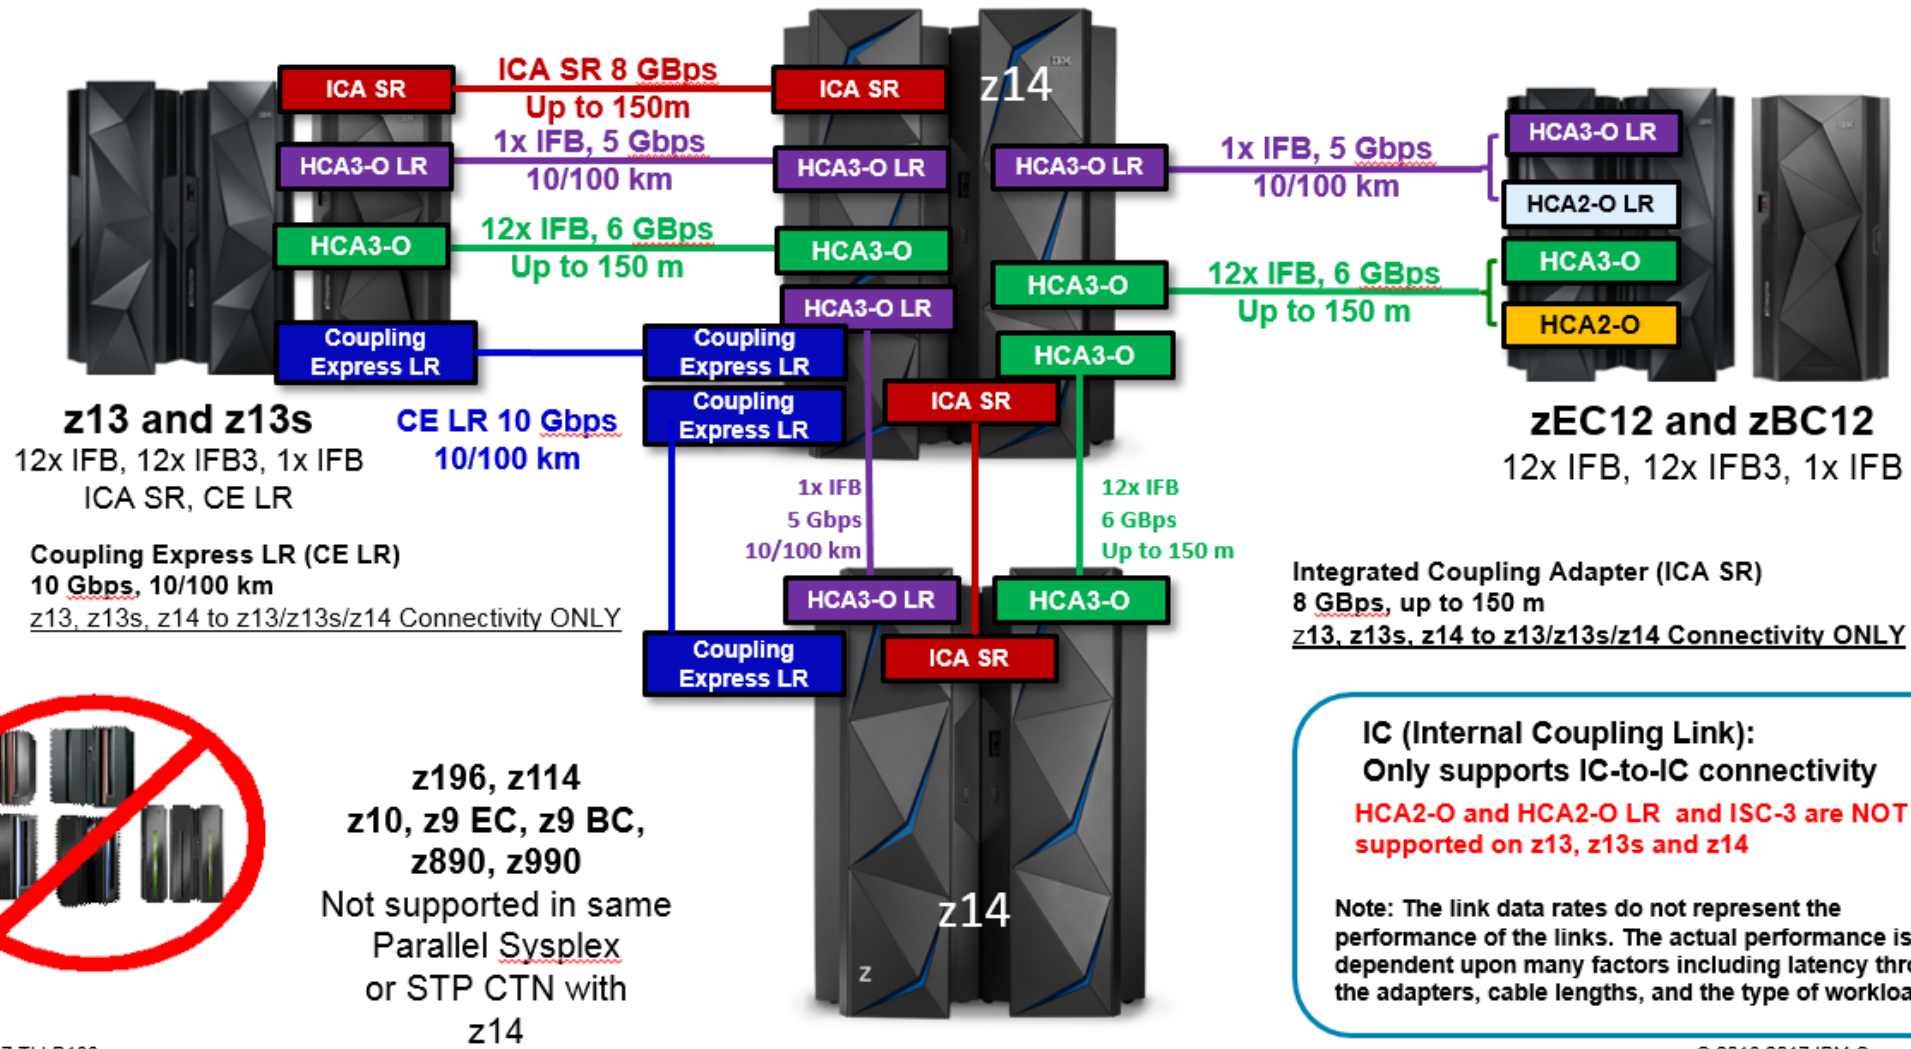 ICA SR
ICA SR 8 GBps
Up to 150m
ICA SR
z14
HCA3-O LR
1x IFB, 5 Gbps
10/100 km
HCA3-O LR
HCA3-O LR
1x IFB, 5 Gbps
10/100 km
HCA3-O LR
HCA2-O LR
HCA3-O
12x IFB, 6 GBps
Up to 150 m
HCA3-O
HCA3-O
12x IFB, 6 GBps
Up to 150 m
HCA3-O
HCA2-O
HCA3-O LR
HCA3-O
Coupling
Express LR
Coupling
Express LR
Coupling
Express LR
ICA SR
z13 and z13s
12x IFB, 12x IFB3, 1x IFB
ICA SR, CE LR
CE LR 10 Gbps
10/100 km
zEC12 and zBC12
12x IFB, 12x IFB3, 1x IFB
1x IFB
5 Gbps
10/100 km
12x IFB
6 GBps
Up to 150 m
Coupling Express LR (CE LR)
10 Gbps, 10/100 km
z13, z13s, z14 to z13/z13s/z14 Connectivity ONLY
Integrated Coupling Adapter (ICA SR)
8 GBps, up to 150 m
z13, z13s, z14 to z13/z13s/z14 Connectivity ONLY
HCA3-O LR
HCA3-O
Coupling
Express LR
ICA SR
z14
z
z196, z114
z10, z9 EC, z9 BC,
z890, z990
Not supported in same
Parallel Sysplex
or STP CTN with
z14
IC (Internal Coupling Link):
Only supports IC-to-IC connectivity
HCA2-O and HCA2-O LR and ISC-3 are NOT
supported on z13, z13s and z14
Note: The link data rates do not represent the
performance of the links. The actual performance is
dependent upon many factors including latency
the adapters, cable lengths, and the type of